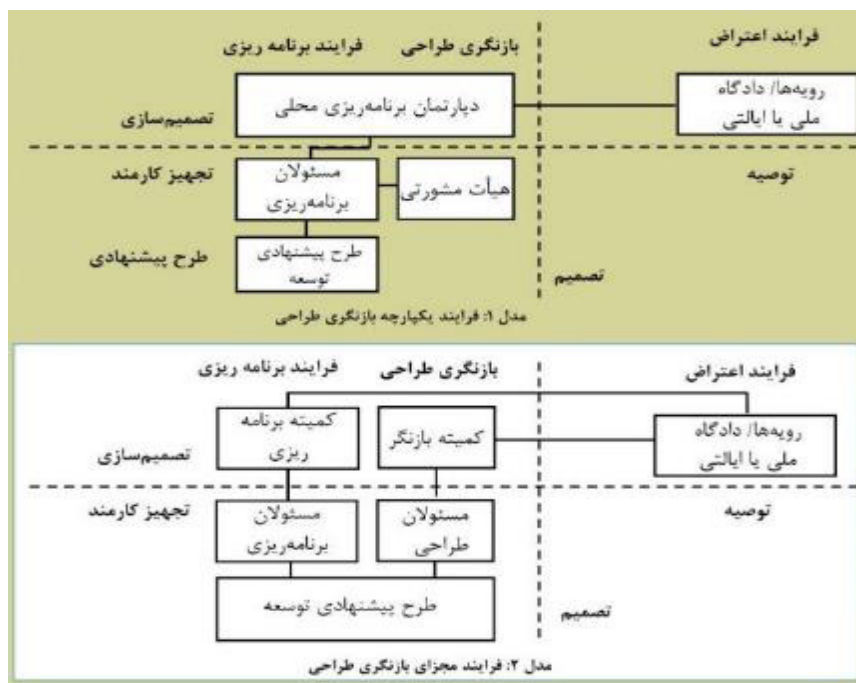 فرایند اعتراض
بازنگری طراحی
فرایند برنامه ریزی
رویه‌ها/ دادگاه
ملی یا ایالتی
دپارتمان برنامه‌ریزی محلی
تصمیم‌سازی
توصیه
هیأت مشورتی
مسئولان
برنامه‌ریزی
تجهیز کارمند
تصمیم
طرح پیشنهادی
توسعه
طرح پیشنهادی
مدل ۱: فرایند یکپارچه بازنگری طراحی
فرایند اعتراض
بازنگری طراحی
فرایند برنامه ریزی
رویه‌ها/ دادگاه
ملی یا ایالتی
کمیته بازنگر
کمیته برنامه
ریزی
تصمیم‌سازی
توصیه
مسئولان
طراحی
مسئولان
برنامه‌ریزی
تجهیز کارمند
تصمیم
طرح پیشنهادی توسعه
مدل ۲: فرایند مجزای بازنگری طراحی